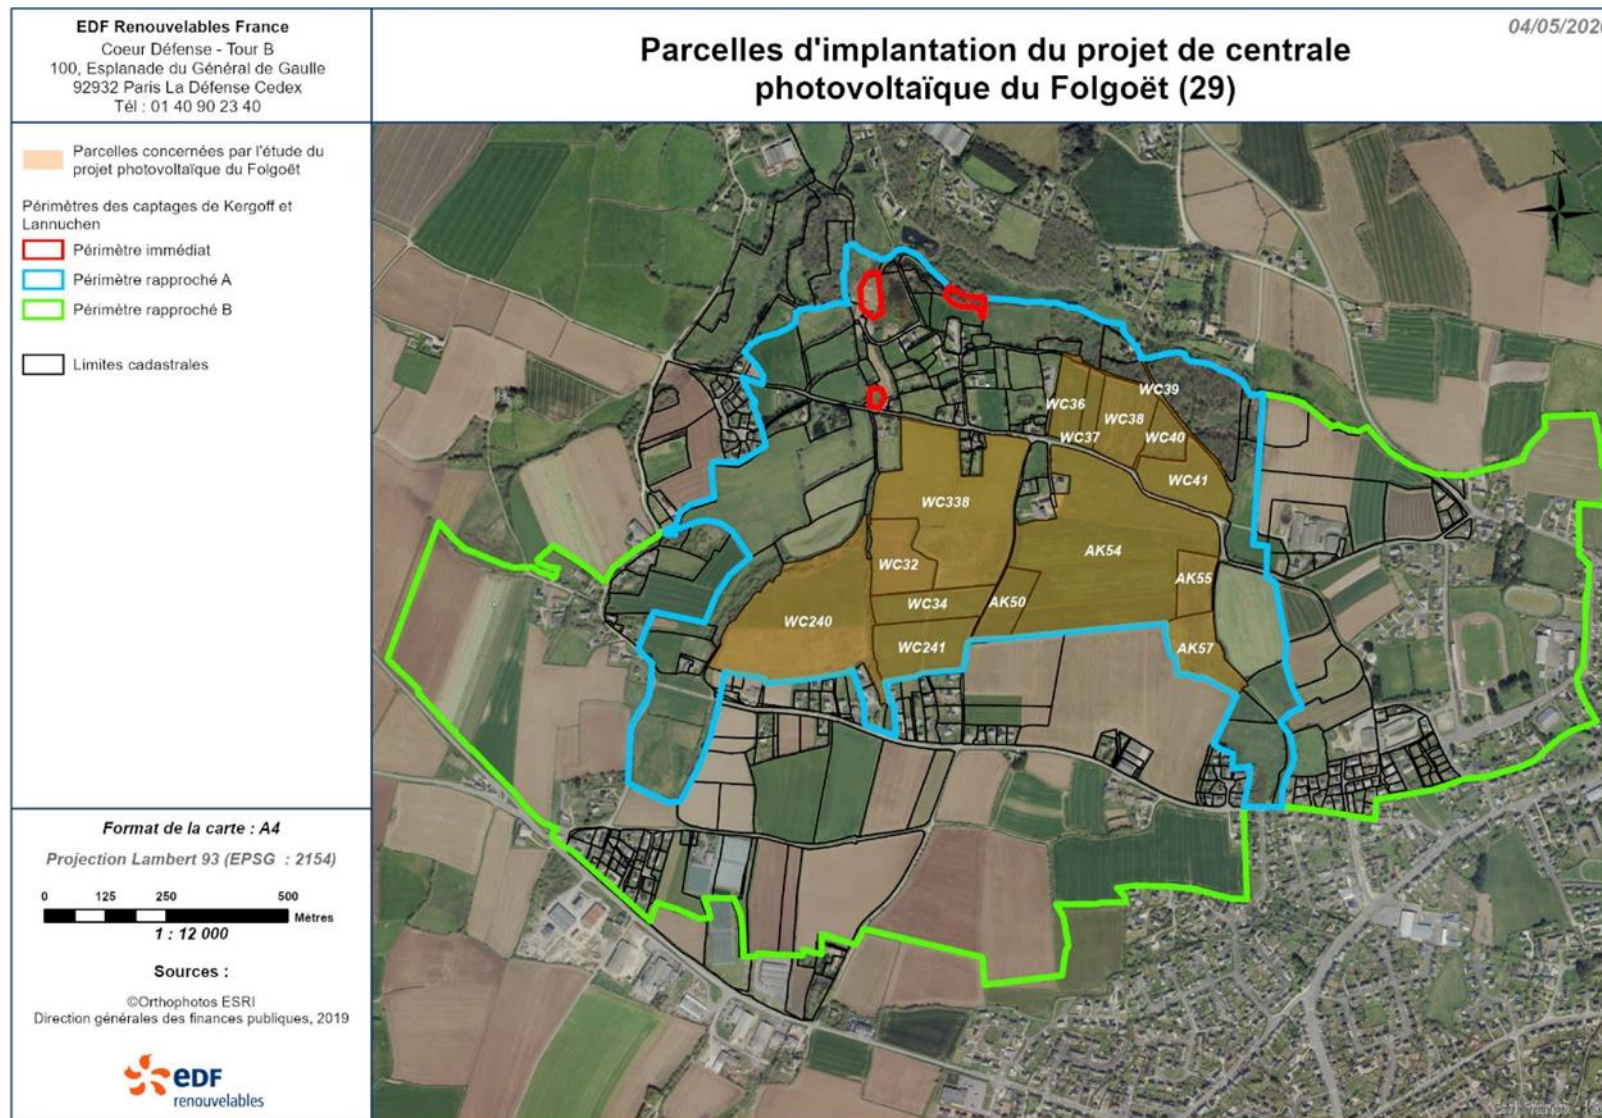 EDF Renouvelables France
Coeur Défense - Tour B
100, Esplanade du Général de Gaulle
92932 Paris La Défense Cedex
Tél : 01 40 90 23 40
Parcelles d'implantation du projet de centrale
photovoltaïque du Folgoët (29)
Parcelles concernées par l'étude du
projet photovoltaïque du Folgoët
Périmètres des captages de Kergoff et
Lannuchen
Périmètre immédiat
Périmètre rapproché A
Périmètre rapproché B
Limites cadastrales
N
WC39
WC36
WC38
WC37
WC40
WC41
WC338
AK54
WC32
AK55
WC34
AK50
WC240
WC241
AK57
Format de la carte : A4
Projection Lambert 93 (EPSG : 2154)
0 125 250 500
Mètres
1 : 12 000
Sources :
©Orthophotos ESRI
Direction générales des finances publiques, 2019
edf
renouvelables